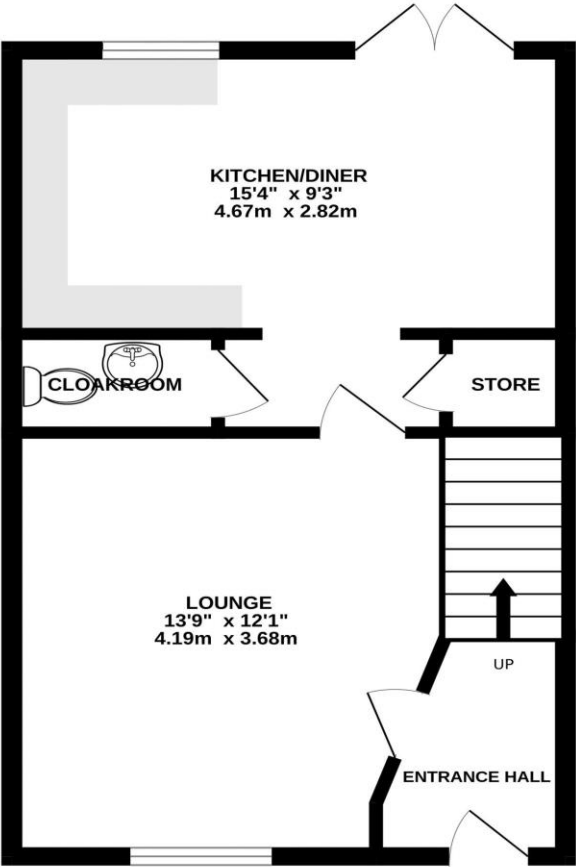 KITCHEN/DINER
15'4" x 9'3"
4.67m x 2.82m
CLOAKROOM
STORE
LOUNGE
13'9" x 12'1"
4.19m x 3.68m
UP
ENTRANCE HALL